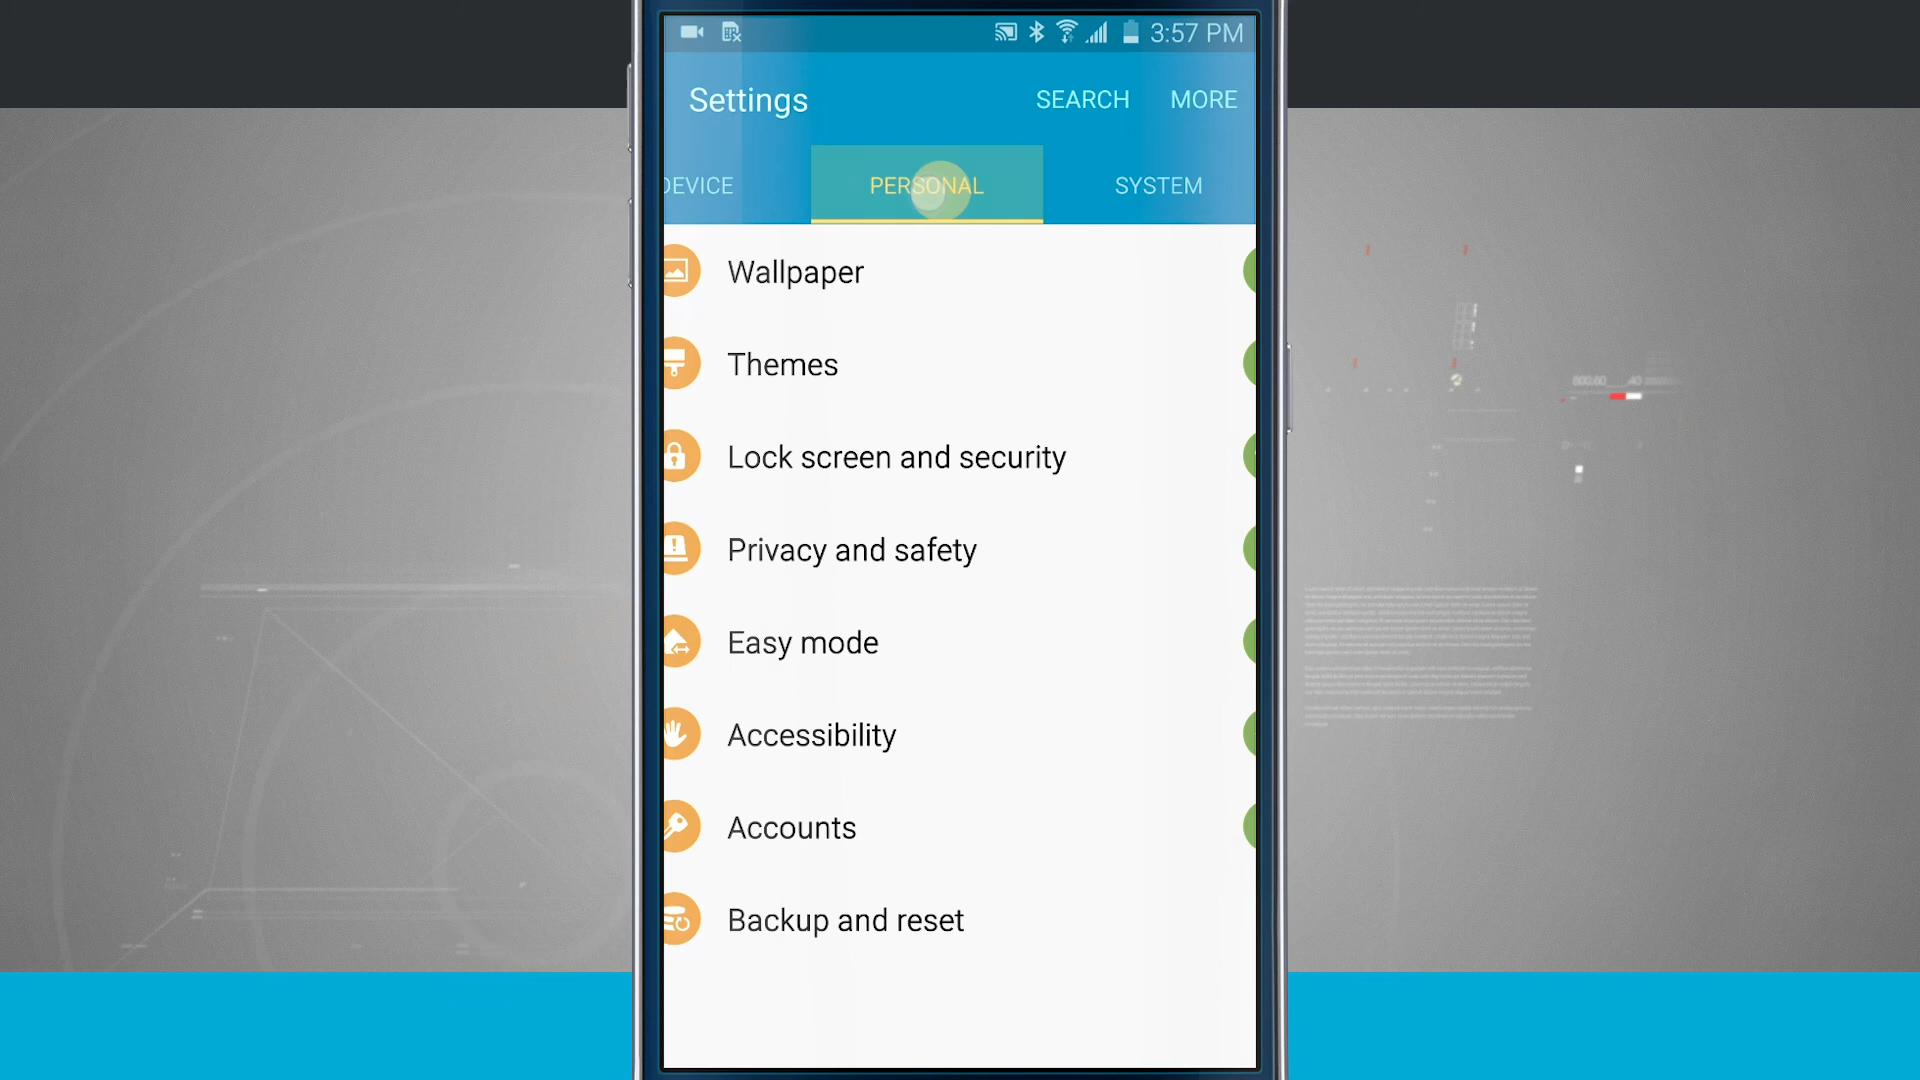 3:57 PM
Settings SEARCH MORE
DEVICE PERSONAL SYSTEM
Wallpaper
Themes
Lock screen and security
Privacy and safety
Easy mode
Accessibility
Accounts
Backup and reset